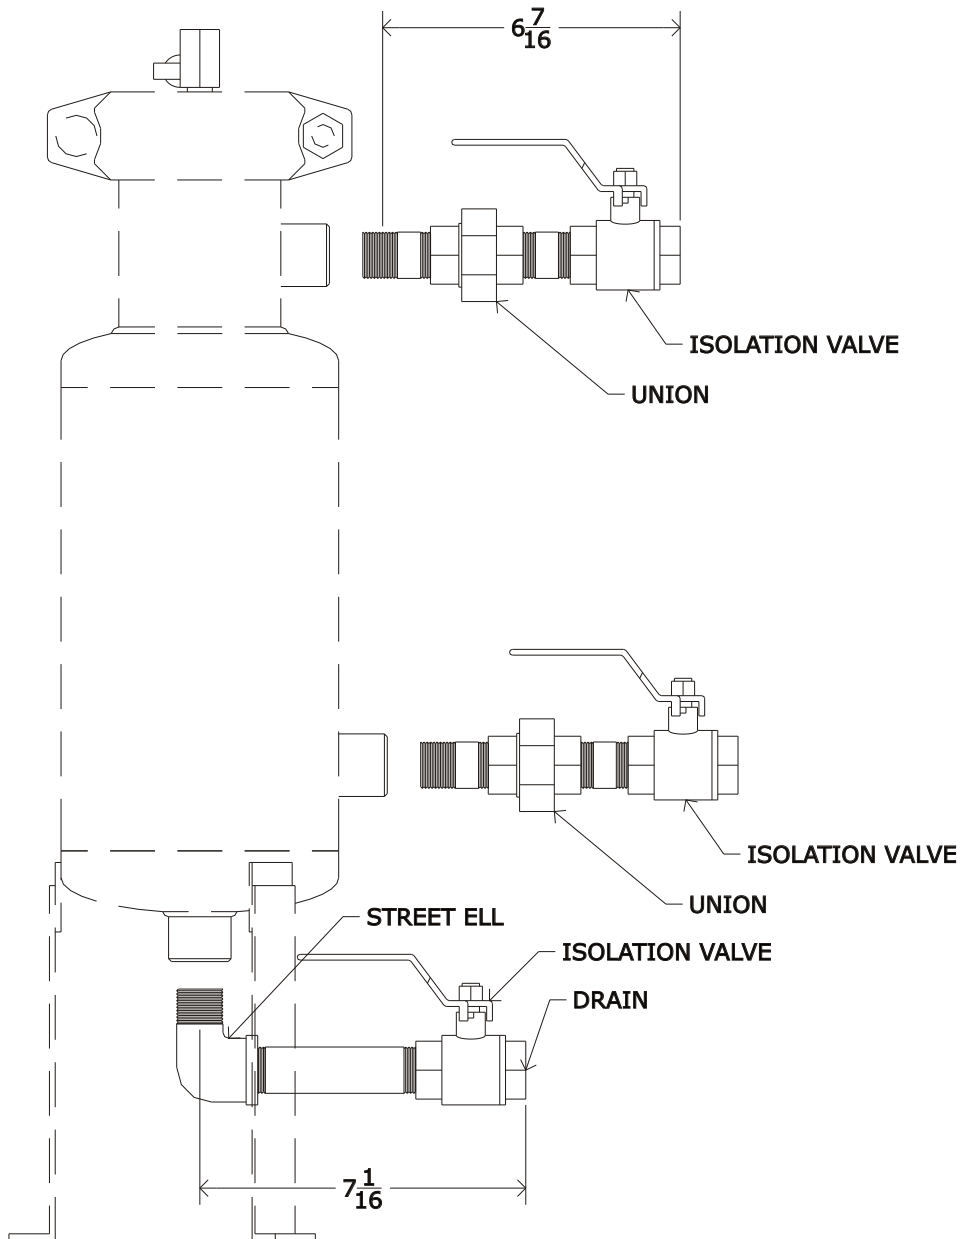 6 7/16
ISOLATION VALVE
UNION
ISOLATION VALVE
UNION
STREET ELL
ISOLATION VALVE
DRAIN
7 1/16